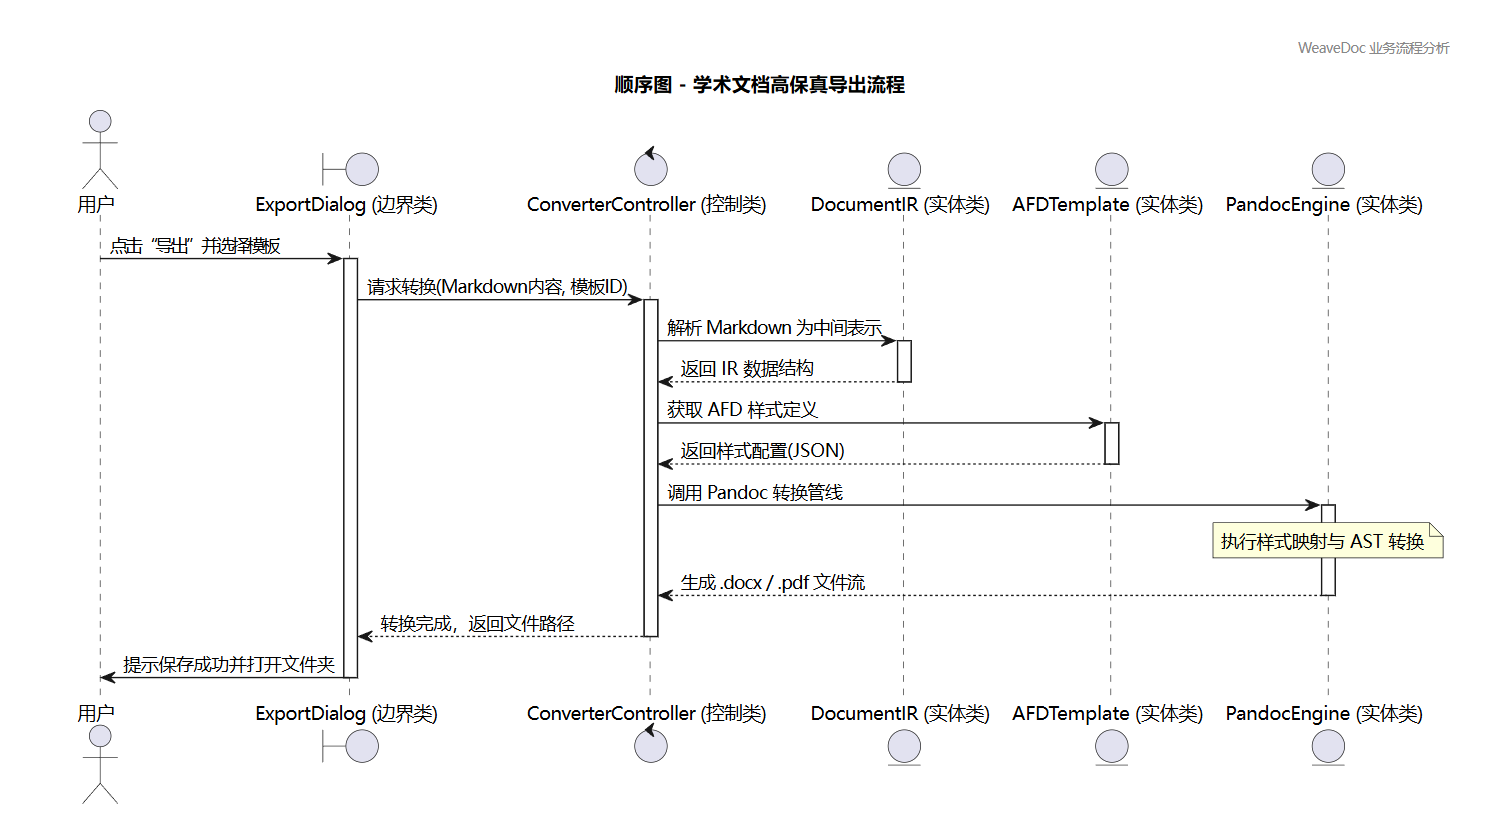 WeaveDoc 业务流程分析
顺序图 - 学术文档高保真导出流程
用户
ExportDialog (边界类)
ConverterController (控制类)
DocumentIR (实体类)
AFDTemplate (实体类)
PandocEngine (实体类)
点击“导出”并选择模板
请求转换(Markdown内容, 模板ID)
解析 Markdown 为中间表示
返回 IR 数据结构
获取 AFD 样式定义
返回样式配置(JSON)
调用 Pandoc 转换管线
执行样式映射与 AST 转换
生成 .docx / .pdf 文件流
转换完成，返回文件路径
提示保存成功并打开文件夹
用户
ExportDialog (边界类)
ConverterController (控制类)
DocumentIR (实体类)
AFDTemplate (实体类)
PandocEngine (实体类)